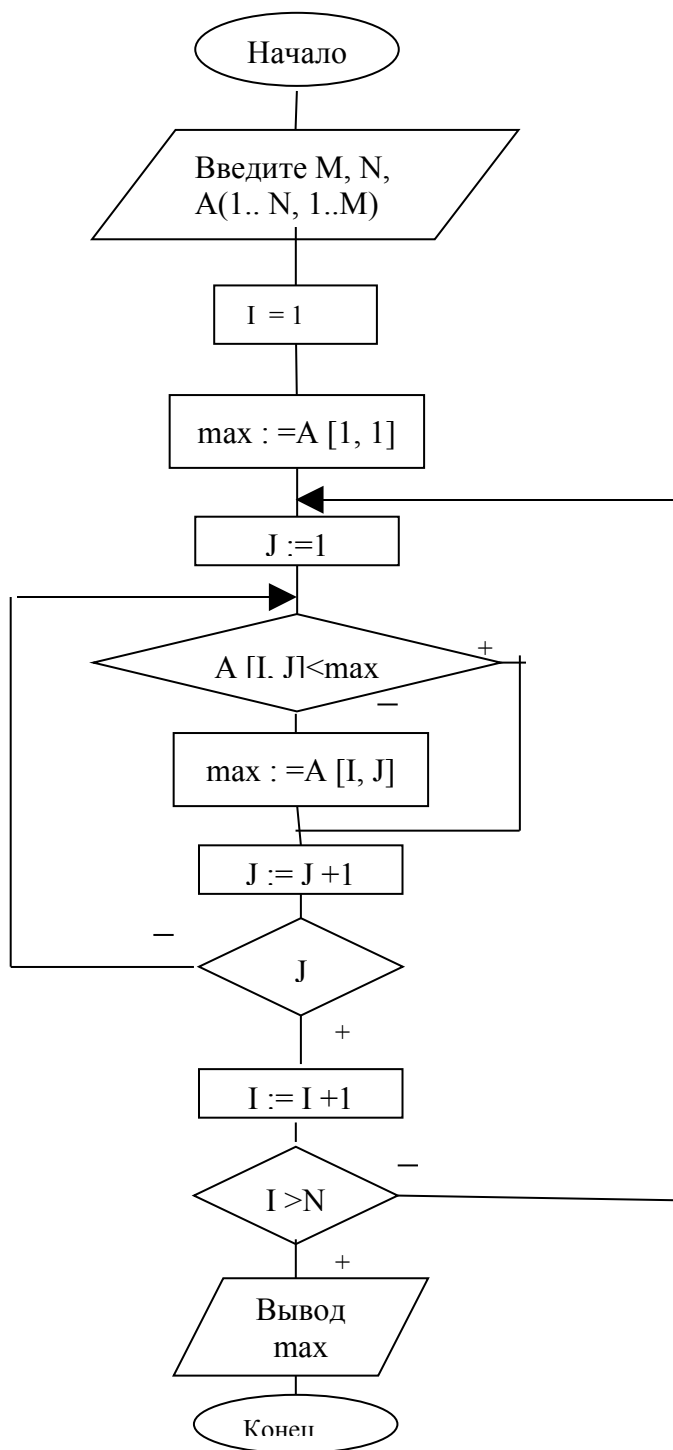 Начало
Введите M, N,
A(1.. N, 1..M)
I = 1
max : =A [1, 1]
J :=1
A [I, J]<max
+
–
max : =A [I, J]
J := J +1
–
J
+
I := I +1
–
I >N
+
Вывод
max
Конец